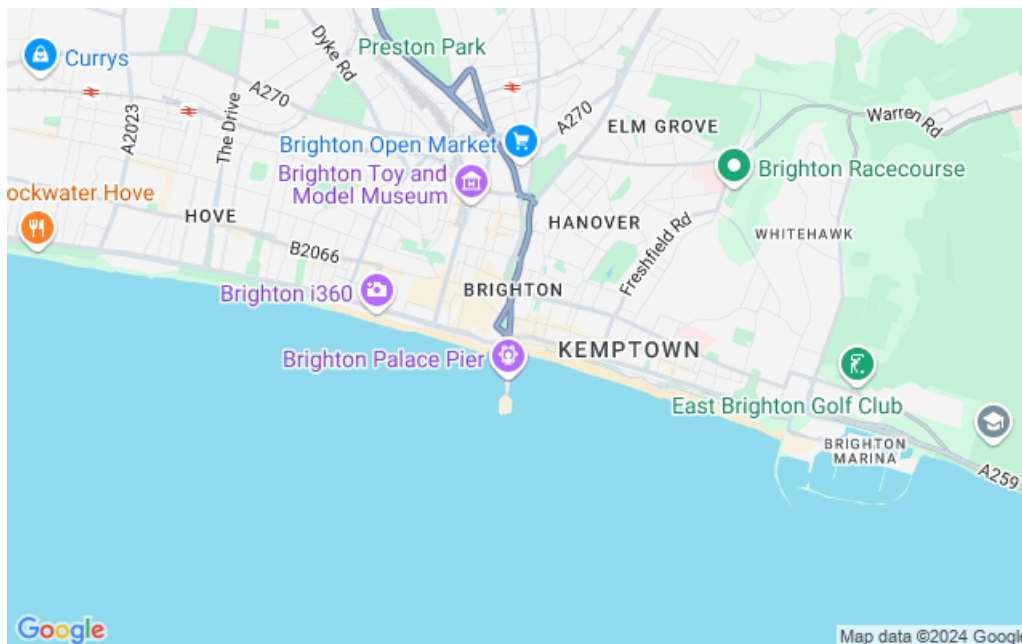 Preston Park
Dyke Rd
Currys
A270
A2023
The Drive
A270
Warren Rd
ELM GROVE
Brighton Open Market
Brighton Toy and
Model Museum
Brighton Racecourse
ockwater Hove
HOVE
HANOVER
Freshfield Rd
WHITEHAWK
B2066
Brighton i360
BRIGHTON
Brighton Palace Pier
KEMPTOWN
East Brighton Golf Club
BRIGHTON
MARINA
A259
Google
Map data ©2024 Google